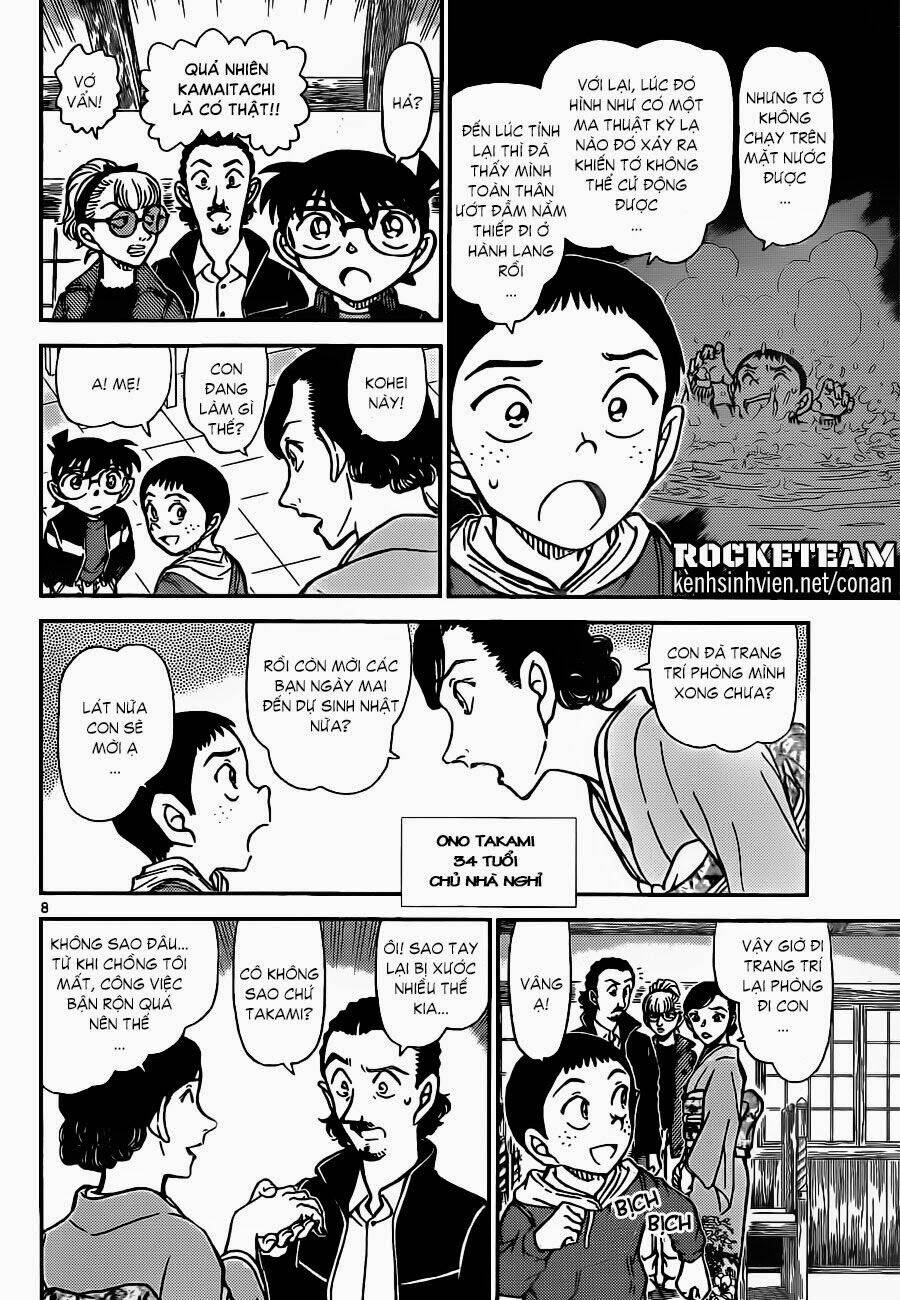 NHƯNG TỚ
KHÔNG
CHẠY TRÊN
MẶT NƯỚC
ĐƯỢC
VỚI LẠI, LÚC ĐÓ
HÌNH NHƯ CÓ MỘT
MA THUẬT KỲ LẠ
NÀO ĐÓ XẢY RA
KHIẾN TỚ KHÔNG
THỂ CỬ ĐỘNG
ĐƯỢC
...
ĐẾN LÚC TỈNH
LẠI THÌ ĐÃ
THẤY MÌNH
TOÀN THÂN
ƯỚT ĐẦM NẰM
THIẾP ĐI Ở
HÀNH LANG
RỒI
...
HẢ?
QUẢ NHIÊN
KAMAITACHI
LÀ CÓ THẬT!!
VỚ
VẨN!
ROCKETEAM
kenhsinhvien.net/conan
KOHEI
NÀY!
CON
ĐANG
LÀM GÌ
THẾ?
A! MẸ!
CON ĐÃ TRANG
TRÍ PHÒNG MÌNH
XONG CHƯA?
RỒI CÒN MỜI CÁC
BẠN NGÀY MAI
ĐẾN DỰ SINH NHẬT
NỮA?
LÁT NỮA
CON SẼ
MỜI Ạ
...
ONO TAKAMI
34 TUỔI
CHỦ NHÀ NGHỈ
8
VẬY GIỜ ĐI
TRANG TRÍ
LẠI PHÒNG
ĐI CON
...
VÂNG
Ạ!
BỊCH
BỊCH
ÔI! SAO TAY
LẠI BỊ XƯỚC
NHIỀU THẾ
KIA...
CÔ KHÔNG
SAO CHỨ
TAKAMI?
KHÔNG SAO ĐÂU...
TỪ KHI CHỒNG TÔI
MẤT, CÔNG VIỆC
BẬN RỘN QUÁ
NÊN THẾ
...